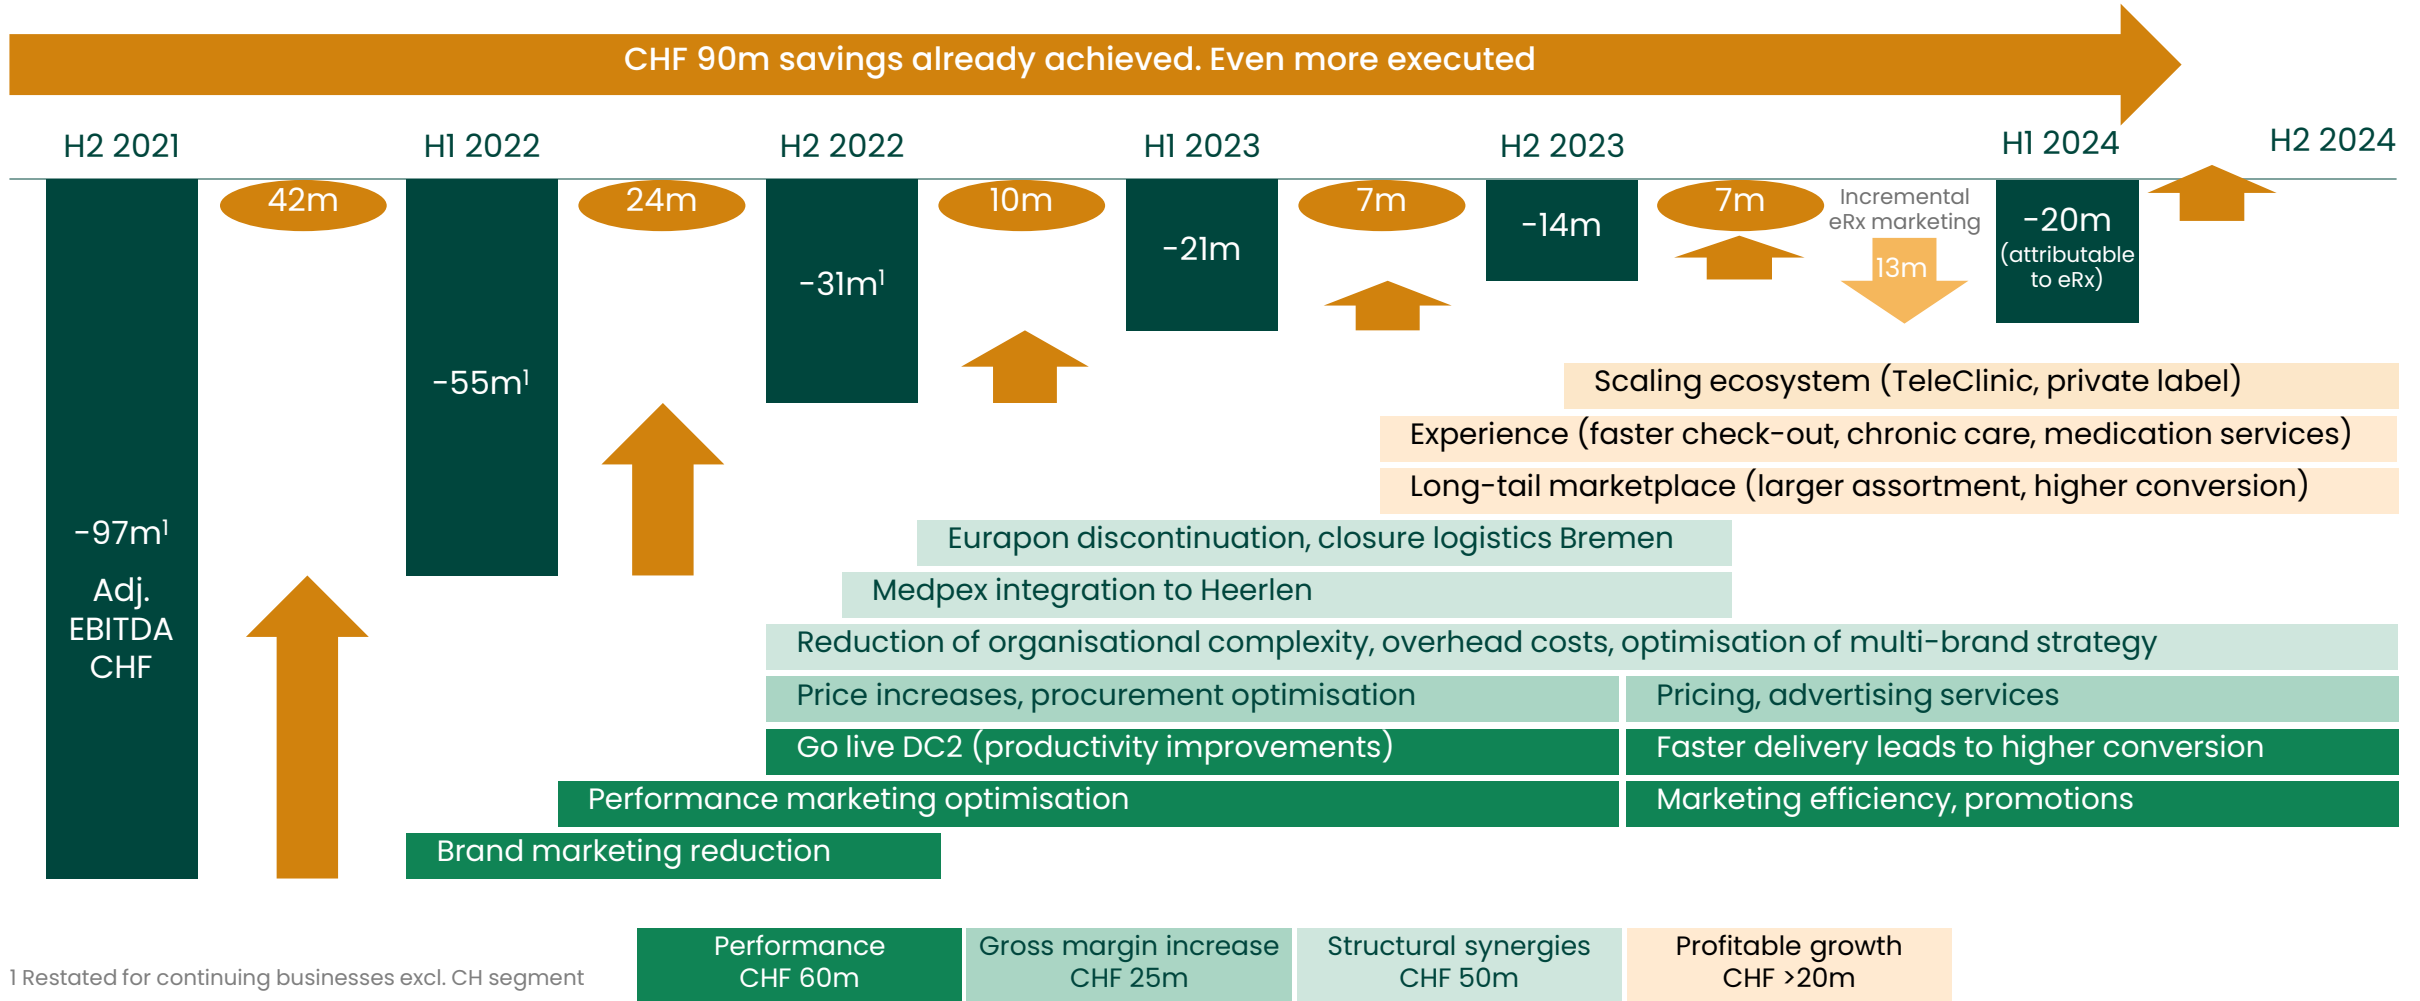 CHF 90m savings already achieved. Even more executed
H2 2021
H1 2022
H2 2022
H1 2023
H2 2023
H1 2024
H2 2024
42m
24m
10m
7m
7m
Incremental
eRx marketing
13m
-97m¹
Adj.
EBITDA
CHF
-55m¹
-31m¹
-21m
-14m
-20m
(attributable
to eRx)
Scaling ecosystem (TeleClinic, private label)
Experience (faster check-out, chronic care, medication services)
Long-tail marketplace (larger assortment, higher conversion)
Eurapon discontinuation, closure logistics Bremen
Medpex integration to Heerlen
Reduction of organisational complexity, overhead costs, optimisation of multi-brand strategy
Price increases, procurement optimisation
Pricing, advertising services
Go live DC2 (productivity improvements)
Faster delivery leads to higher conversion
Performance marketing optimisation
Marketing efficiency, promotions
Brand marketing reduction
Performance
CHF 60m
Gross margin increase
CHF 25m
Structural synergies
CHF 50m
Profitable growth
CHF >20m
1 Restated for continuing businesses excl. CH segment